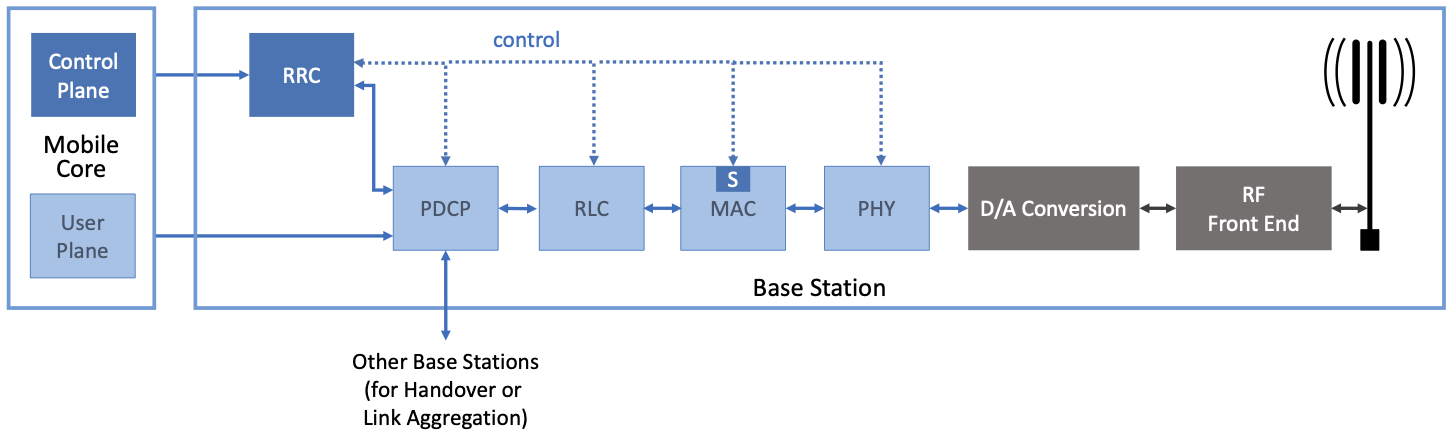 Control
Plane
Mobile
Core
User
Plane
RRC
control
PDCP
RLC
S
MAC
PHY
D/A Conversion
RF
Front End
Base Station
Other Base Stations
(for Handover or
Link Aggregation)